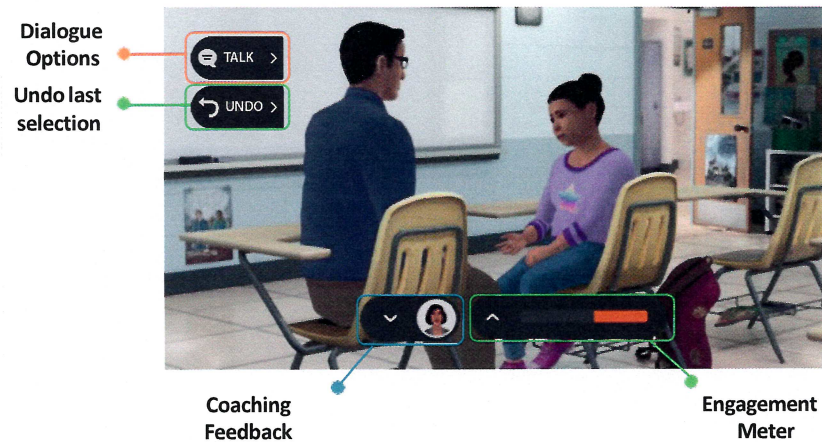 Dialogue
Options
TALK
Undo last
selection
UNDO
Coaching
Feedback
Engagement
Meter